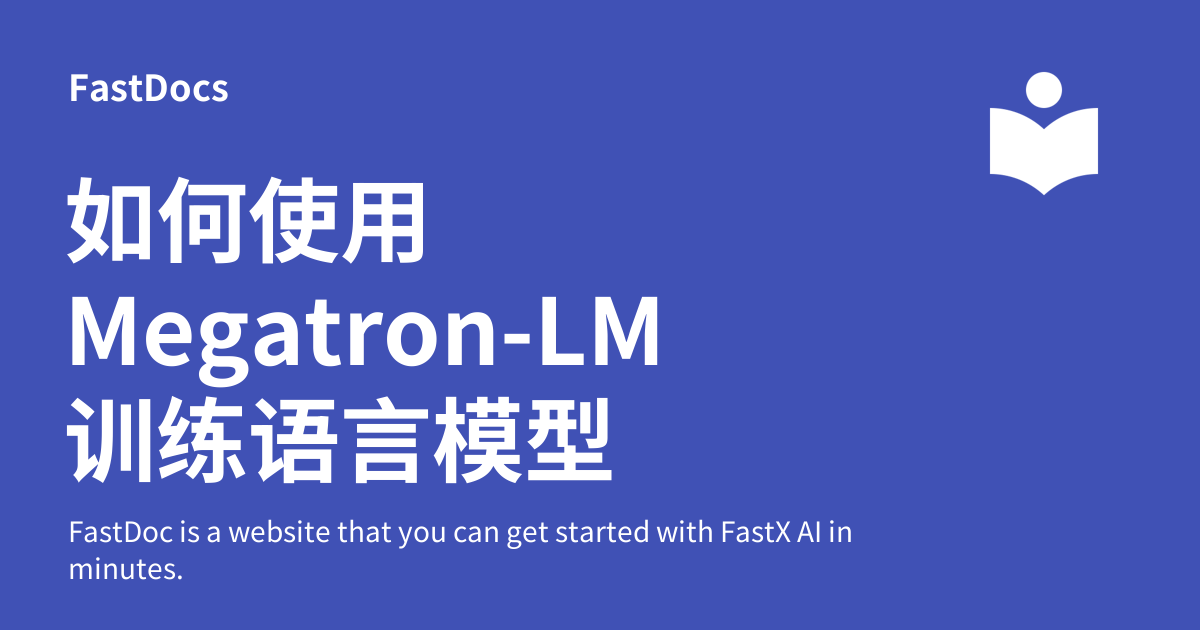 FastDocs
如何使用
Megatron-LM
训练语言模型
FastDoc is a website that you can get started with FastX AI in
minutes.